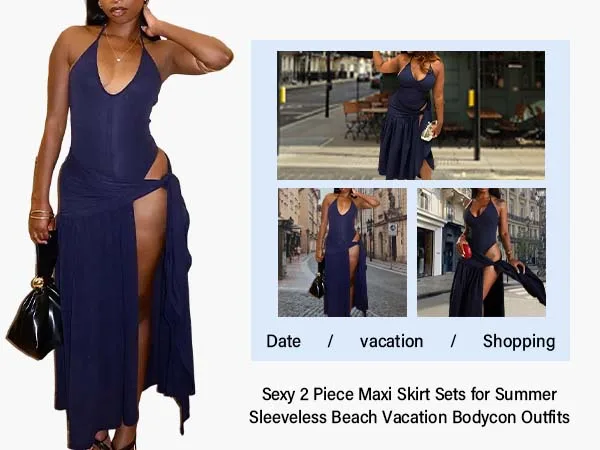 Date / vacation / Shopping
Sexy 2 Piece Maxi Skirt Sets for Summer
Sleeveless Beach Vacation Bodycon Outfits